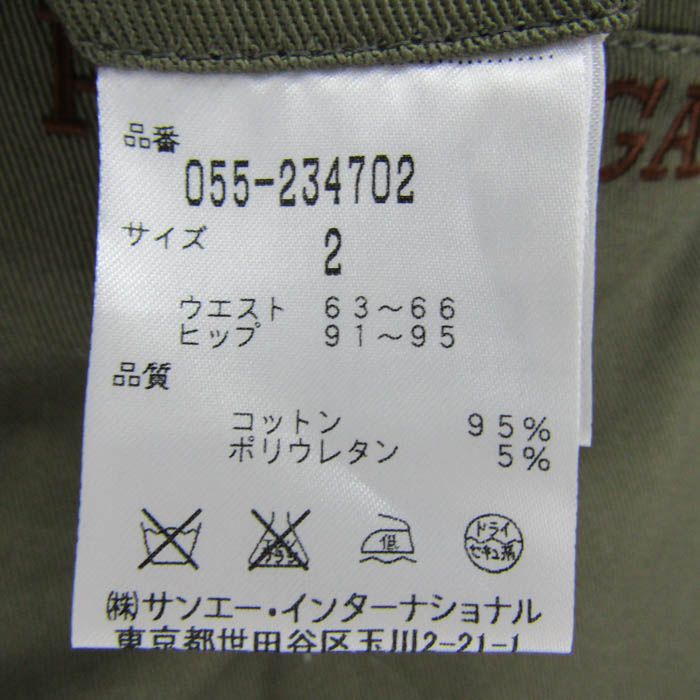 GA
品番
055-234702
サイズ 2
ウエスト 63～66
ヒップ 91～95
品質
コットン 95%
ポリウレタン 5%
低
ドライ
セキユ系
㈱サンエー・インターナショナル
東京都世田谷区玉川2-21-1